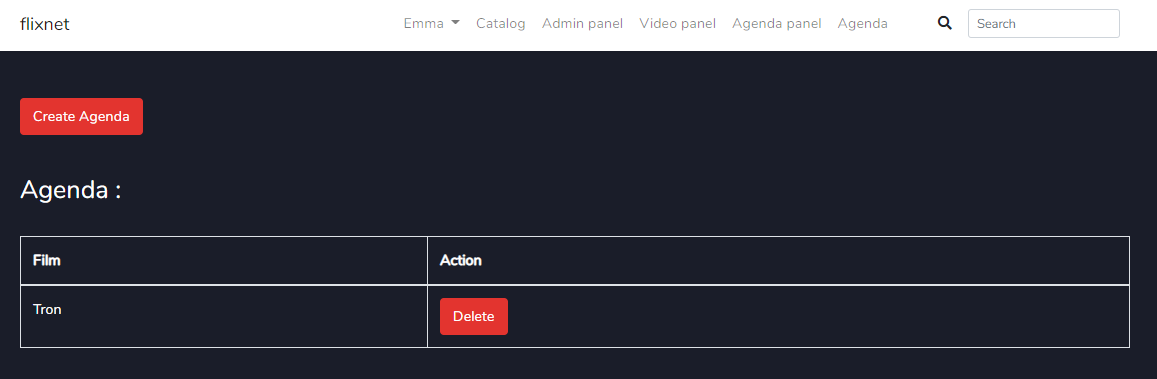 flixnet Emma Catalog Admin panel Video panel Agenda panel Agenda Search
Create Agenda
Agenda :
Film Action
Tron Delete